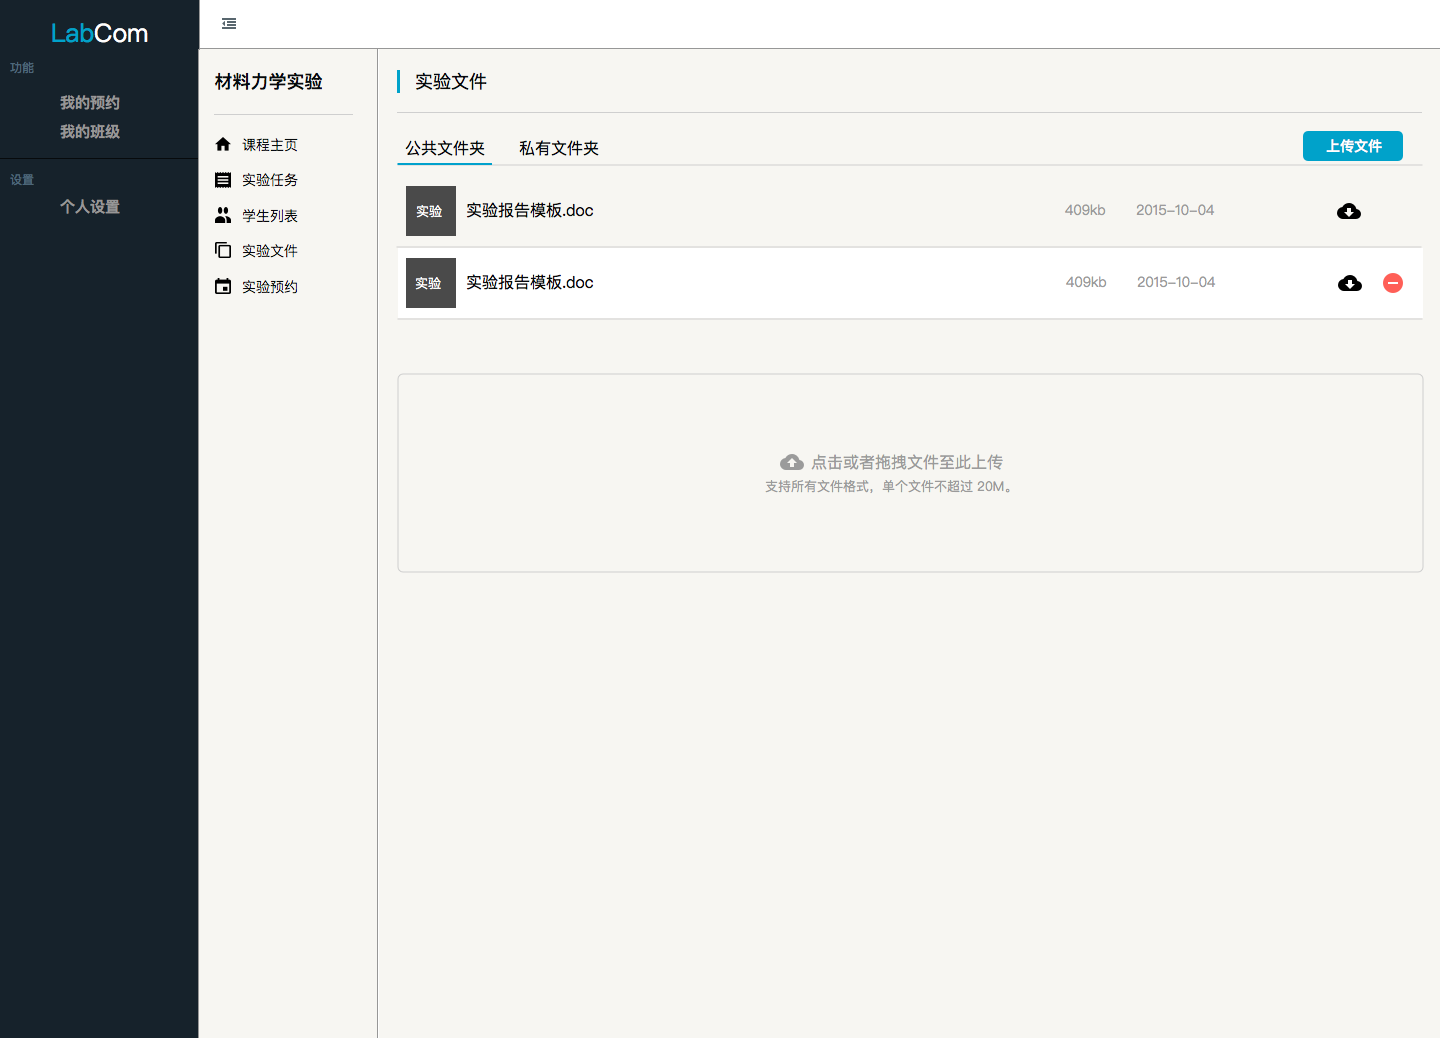 LabCom
功能
我的预约
我的班级
设置
个人设置
材料力学实验
课程主页
实验任务
学生列表
实验文件
实验预约
实验文件
公共文件夹 私有文件夹 上传文件
实验 实验报告模板.doc 409kb 2015-10-04
实验 实验报告模板.doc 409kb 2015-10-04
点击或者拖拽文件至此上传
支持所有文件格式，单个文件不超过 20M。